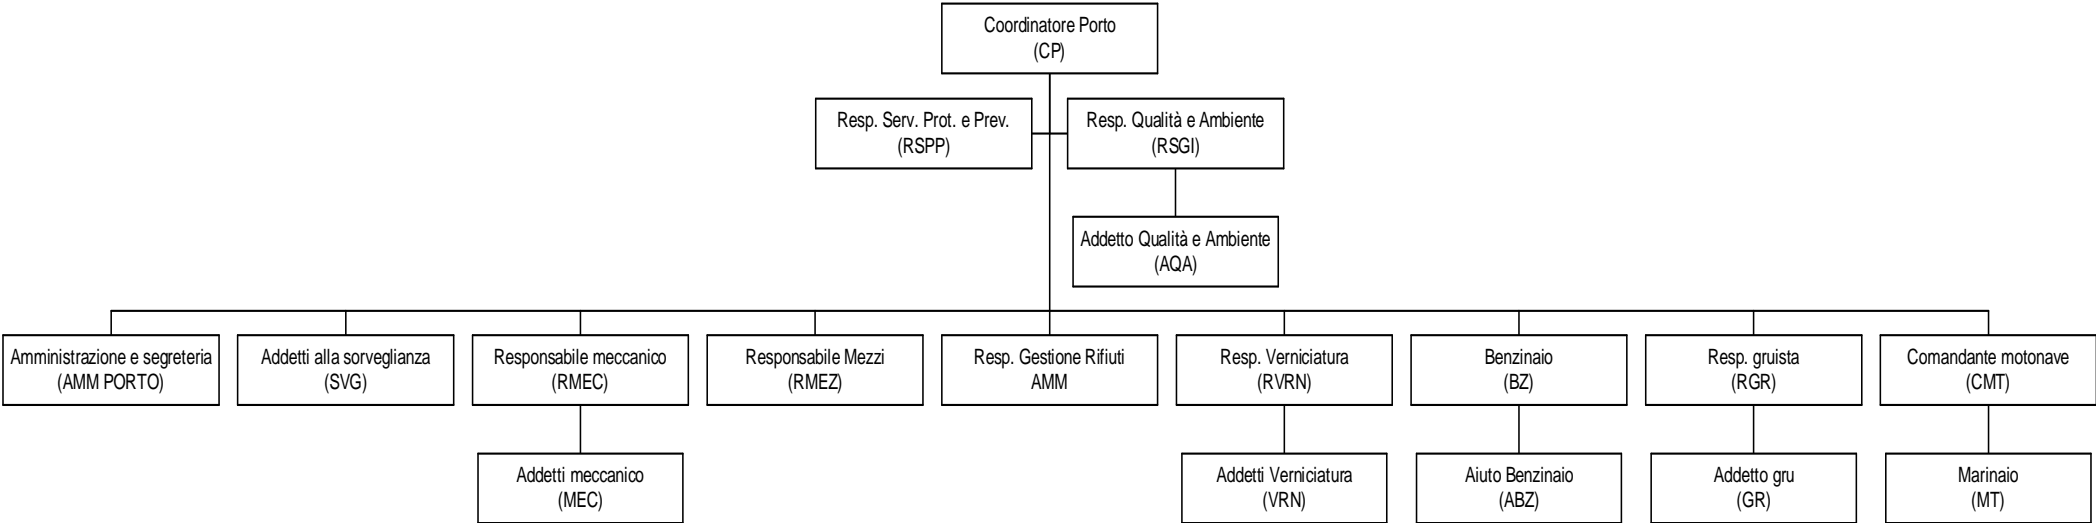 Coordinatore Porto
(CP)
Resp. Serv. Prot. e Prev.
(RSPP)
Resp. Qualità e Ambiente
(RSGI)
Addetto Qualità e Ambiente
(AQA)
Amministrazione e segreteria
(AMM PORTO)
Addetti alla sorveglianza
(SVG)
Responsabile meccanico
(RMEC)
Responsabile Mezzi
(RMEZ)
Resp. Gestione Rifiuti
AMM
Resp. Verniciatura
(RVRN)
Benzinaio
(BZ)
Resp. gruista
(RGR)
Comandante motonave
(CMT)
Addetti meccanico
(MEC)
Addetti Verniciatura
(VRN)
Aiuto Benzinaio
(ABZ)
Addetto gru
(GR)
Marinaio
(MT)